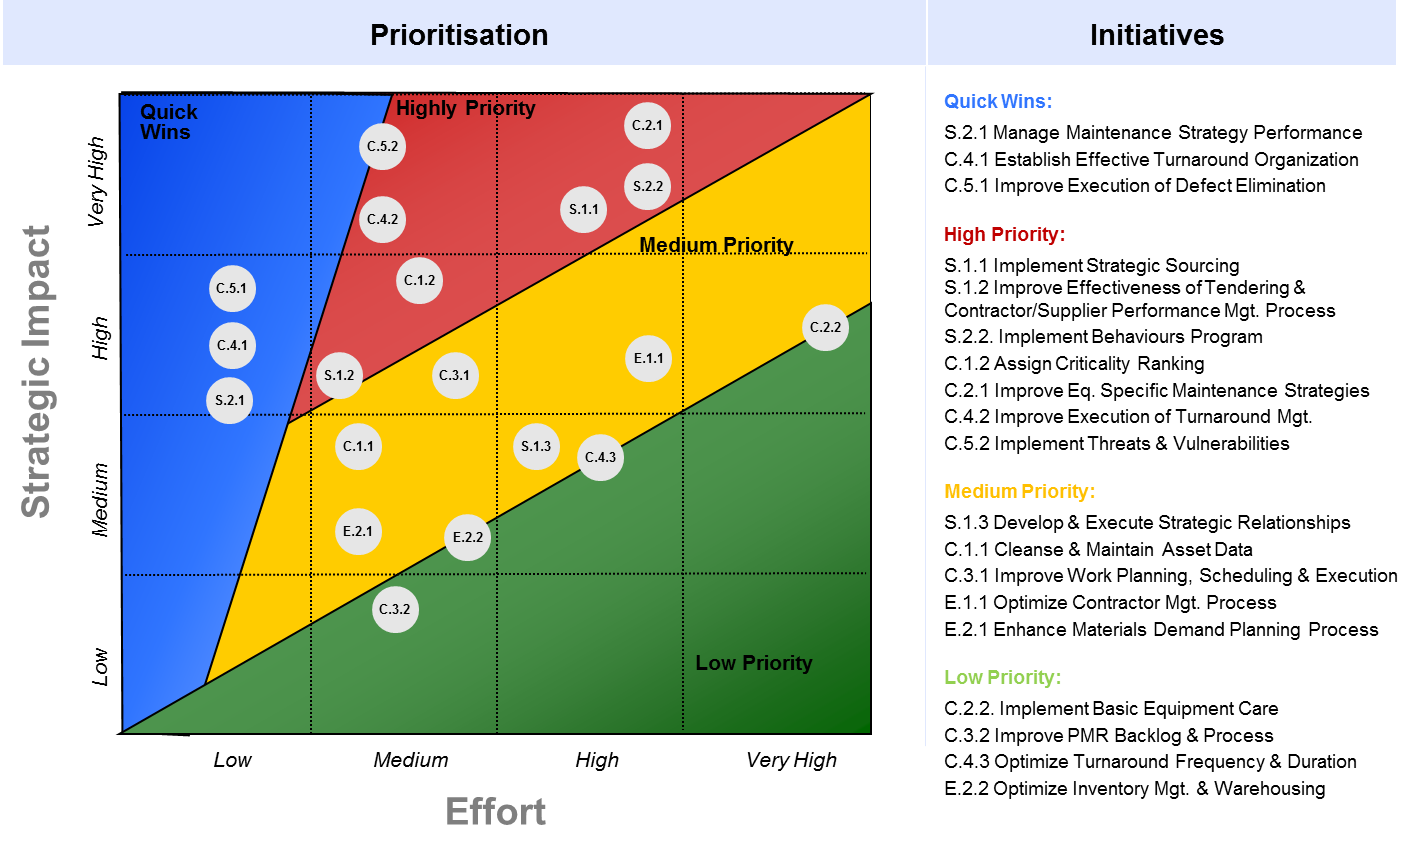 Prioritisation
Initiatives
Quick
Wins
Highly Priority
Medium Priority
Low Priority
C.5.2
C.2.1
S.2.2
S.1.1
C.4.2
C.1.2
C.5.1
C.4.1
S.2.1
S.1.2
C.3.1
E.1.1
C.2.2
C.1.1
S.1.3
C.4.3
E.2.1
E.2.2
C.3.2
Strategic Impact
Very High
High
Medium
Low
Low
Medium
High
Very High
Effort
Quick Wins:
S.2.1 Manage Maintenance Strategy Performance
C.4.1 Establish Effective Turnaround Organization
C.5.1 Improve Execution of Defect Elimination
High Priority:
S.1.1 Implement Strategic Sourcing
S.1.2 Improve Effectiveness of Tendering &
Contractor/Supplier Performance Mgt. Process
S.2.2. Implement Behaviours Program
C.1.2 Assign Criticality Ranking
C.2.1 Improve Eq. Specific Maintenance Strategies
C.4.2 Improve Execution of Turnaround Mgt.
C.5.2 Implement Threats & Vulnerabilities
Medium Priority:
S.1.3 Develop & Execute Strategic Relationships
C.1.1 Cleanse & Maintain Asset Data
C.3.1 Improve Work Planning, Scheduling & Execution
E.1.1 Optimize Contractor Mgt. Process
E.2.1 Enhance Materials Demand Planning Process
Low Priority:
C.2.2. Implement Basic Equipment Care
C.3.2 Improve PMR Backlog & Process
C.4.3 Optimize Turnaround Frequency & Duration
E.2.2 Optimize Inventory Mgt. & Warehousing